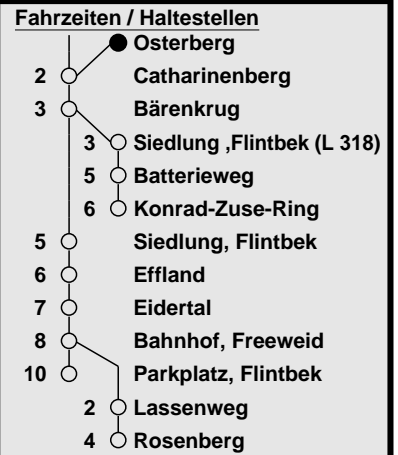 Fahrzeiten / Haltestellen
Osterberg
2 Catharinenberg
3 Bärenkrug
3 Siedlung ,Flintbek (L 318)
5 Batterieweg
6 Konrad-Zuse-Ring
5 Siedlung, Flintbek
6 Effland
7 Eidertal
8 Bahnhof, Freeweid
10 Parkplatz, Flintbek
2 Lassenweg
4 Rosenberg